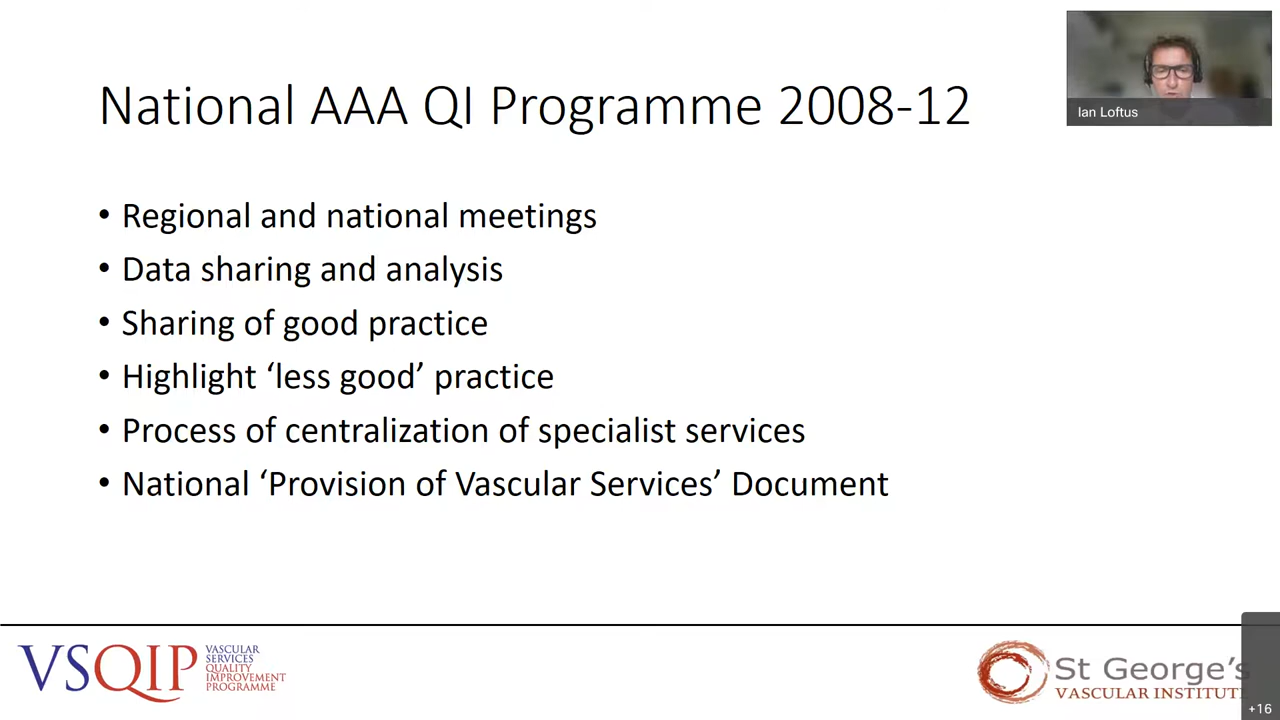 National AAA QI Programme 2008-12
Ian Loftus
• Regional and national meetings
• Data sharing and analysis
• Sharing of good practice
• Highlight ‘less good’ practice
• Process of centralization of specialist services
• National ‘Provision of Vascular Services’ Document
VSQIP
VASCULAR
SERVICES
QUALITY
IMPROVEMENT
PROGRAMME
St George's
VASCULAR INSTITUTE
+16